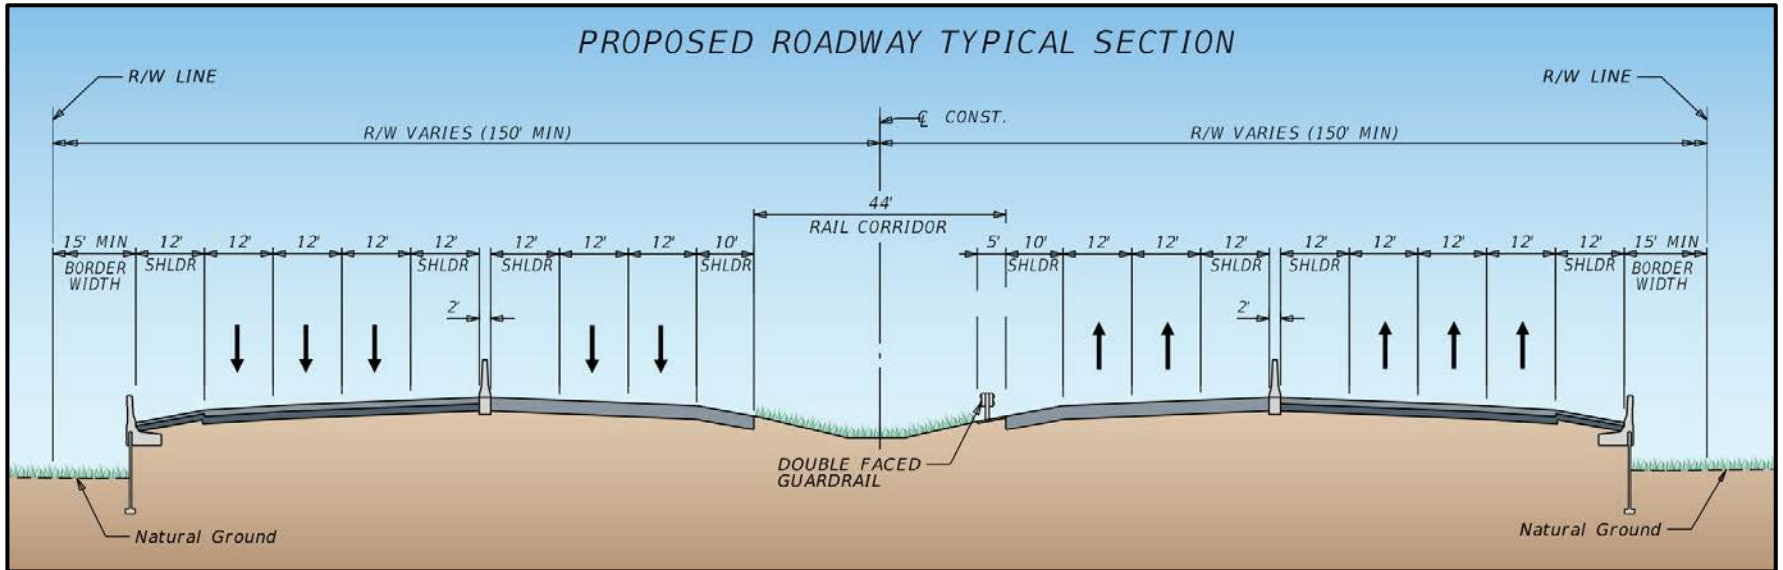 PROPOSED ROADWAY TYPICAL SECTION
R/W LINE
R/W LINE
℄ CONST.
R/W VARIES (150' MIN)
R/W VARIES (150' MIN)
44'
RAIL CORRIDOR
15' MIN 12' 12' 12' 12' 12' 12' 12' 12' 10' 5' 10' 12' 12' 12' 12' 12' 12' 12' 12' 15' MIN
BORDER WIDTH SHLDR SHLDR SHLDR SHLDR SHLDR SHLDR SHLDR SHLDR BORDER WIDTH
2' 2'
DOUBLE FACED
GUARDRAIL
Natural Ground
Natural Ground